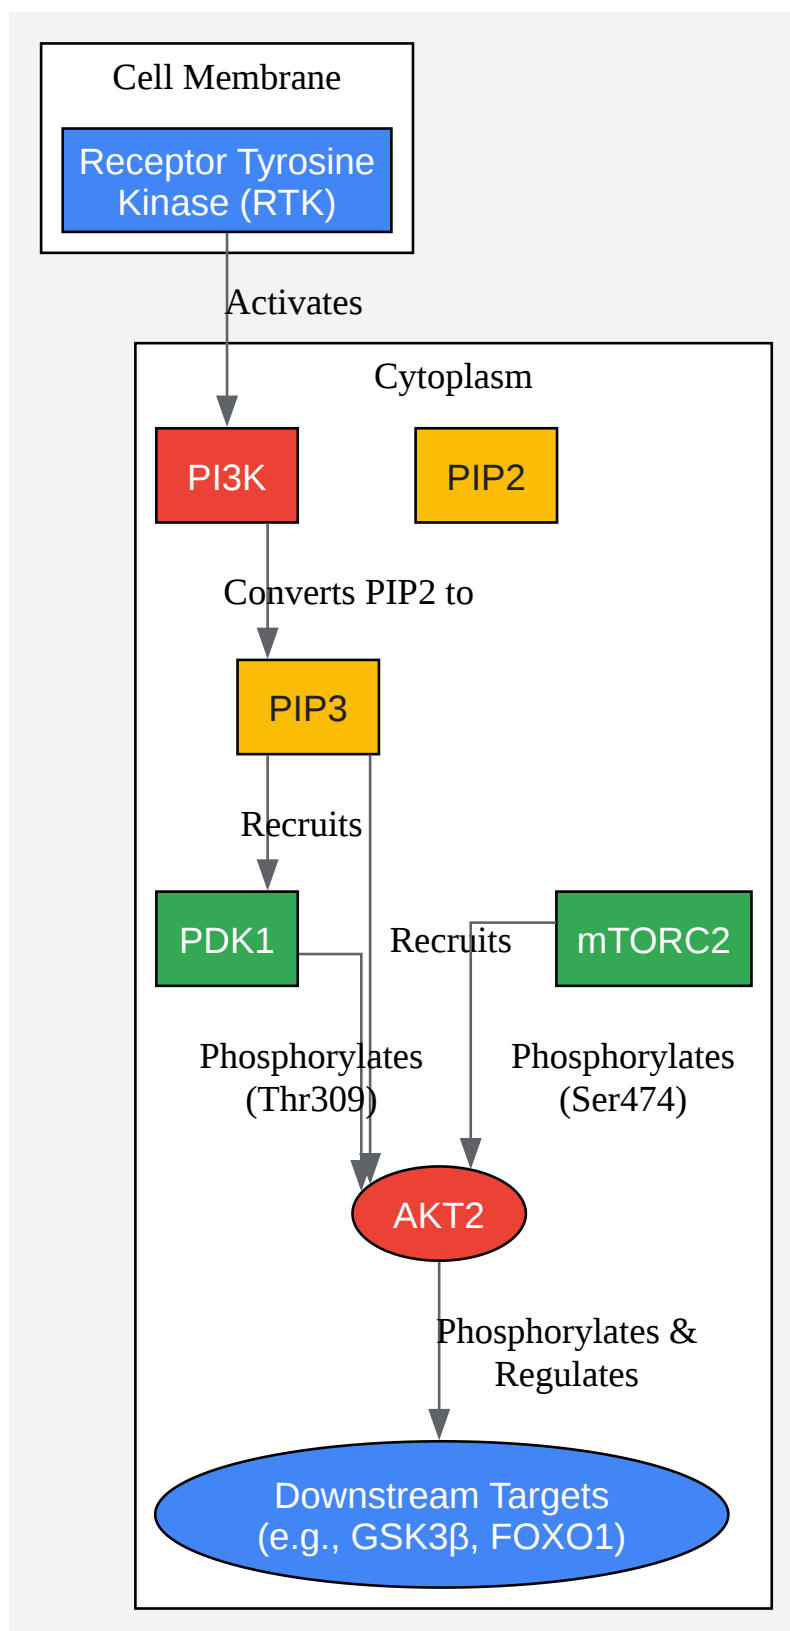 Cell Membrane
Receptor Tyrosine
Kinase (RTK)
Activates
Cytoplasm
PI3K
PIP2
Converts PIP2 to
PIP3
Recruits
PDK1
Recruits
mTORC2
Phosphorylates
(Thr309)
Phosphorylates
(Ser474)
AKT2
Phosphorylates &
Regulates
Downstream Targets
(e.g., GSK3β, FOXO1)